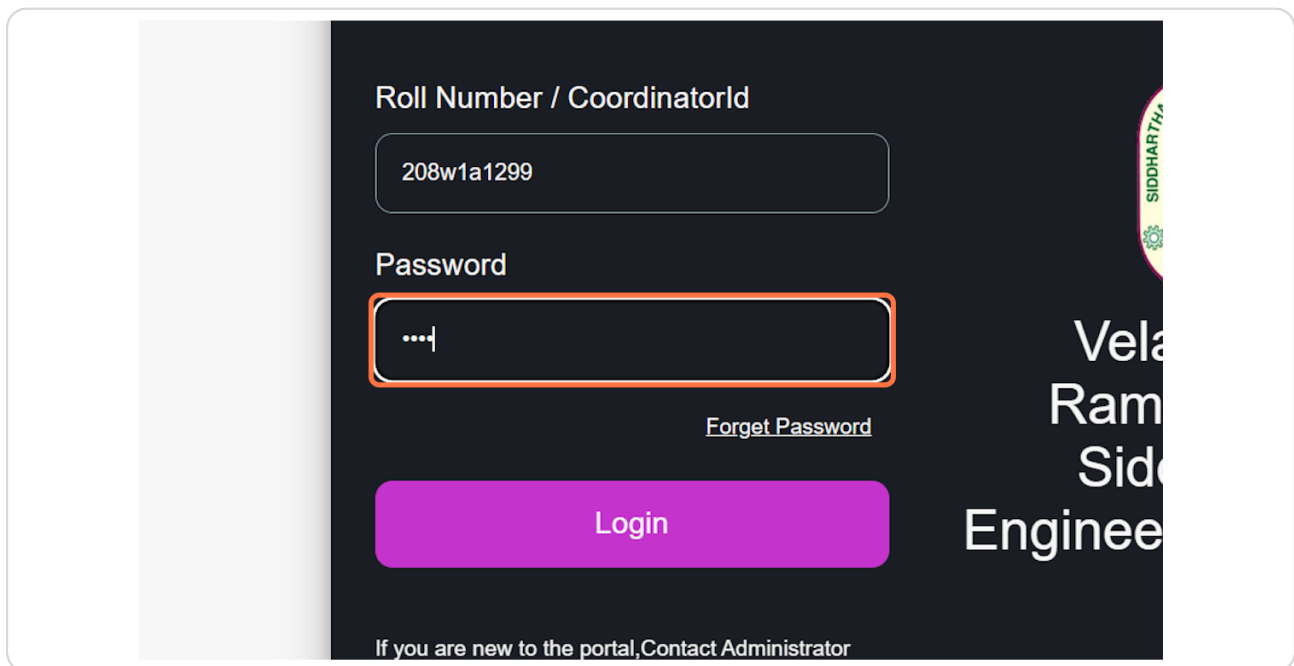 Roll Number / CoordinatorId
208w1a1299
Password
••••
Forget Password
Login
If you are new to the portal,Contact Administrator
SIDDHARTHA
Vela
Ram
Sid
Enginee